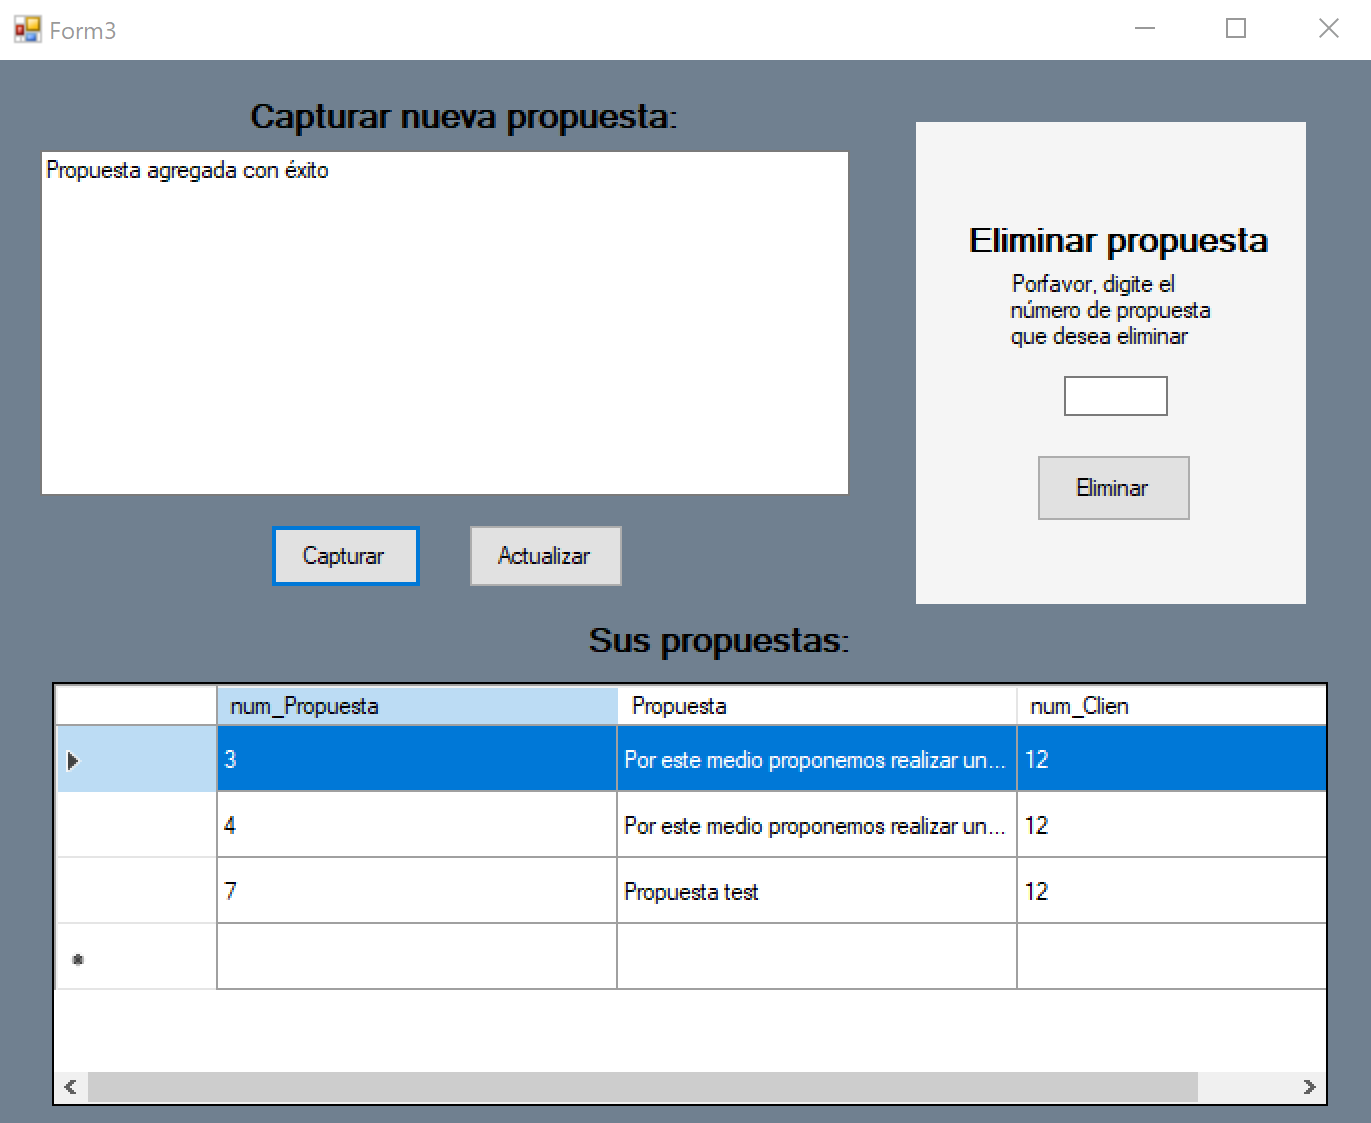 Form3
Capturar nueva propuesta:
Propuesta agregada con éxito
Eliminar propuesta
Porfavor, digite el
número de propuesta
que desea eliminar
Eliminar
Capturar Actualizar
Sus propuestas:
num_Propuesta Propuesta num_Clien
3 Por este medio proponemos realizar un... 12
4 Por este medio proponemos realizar un... 12
7 Propuesta test 12